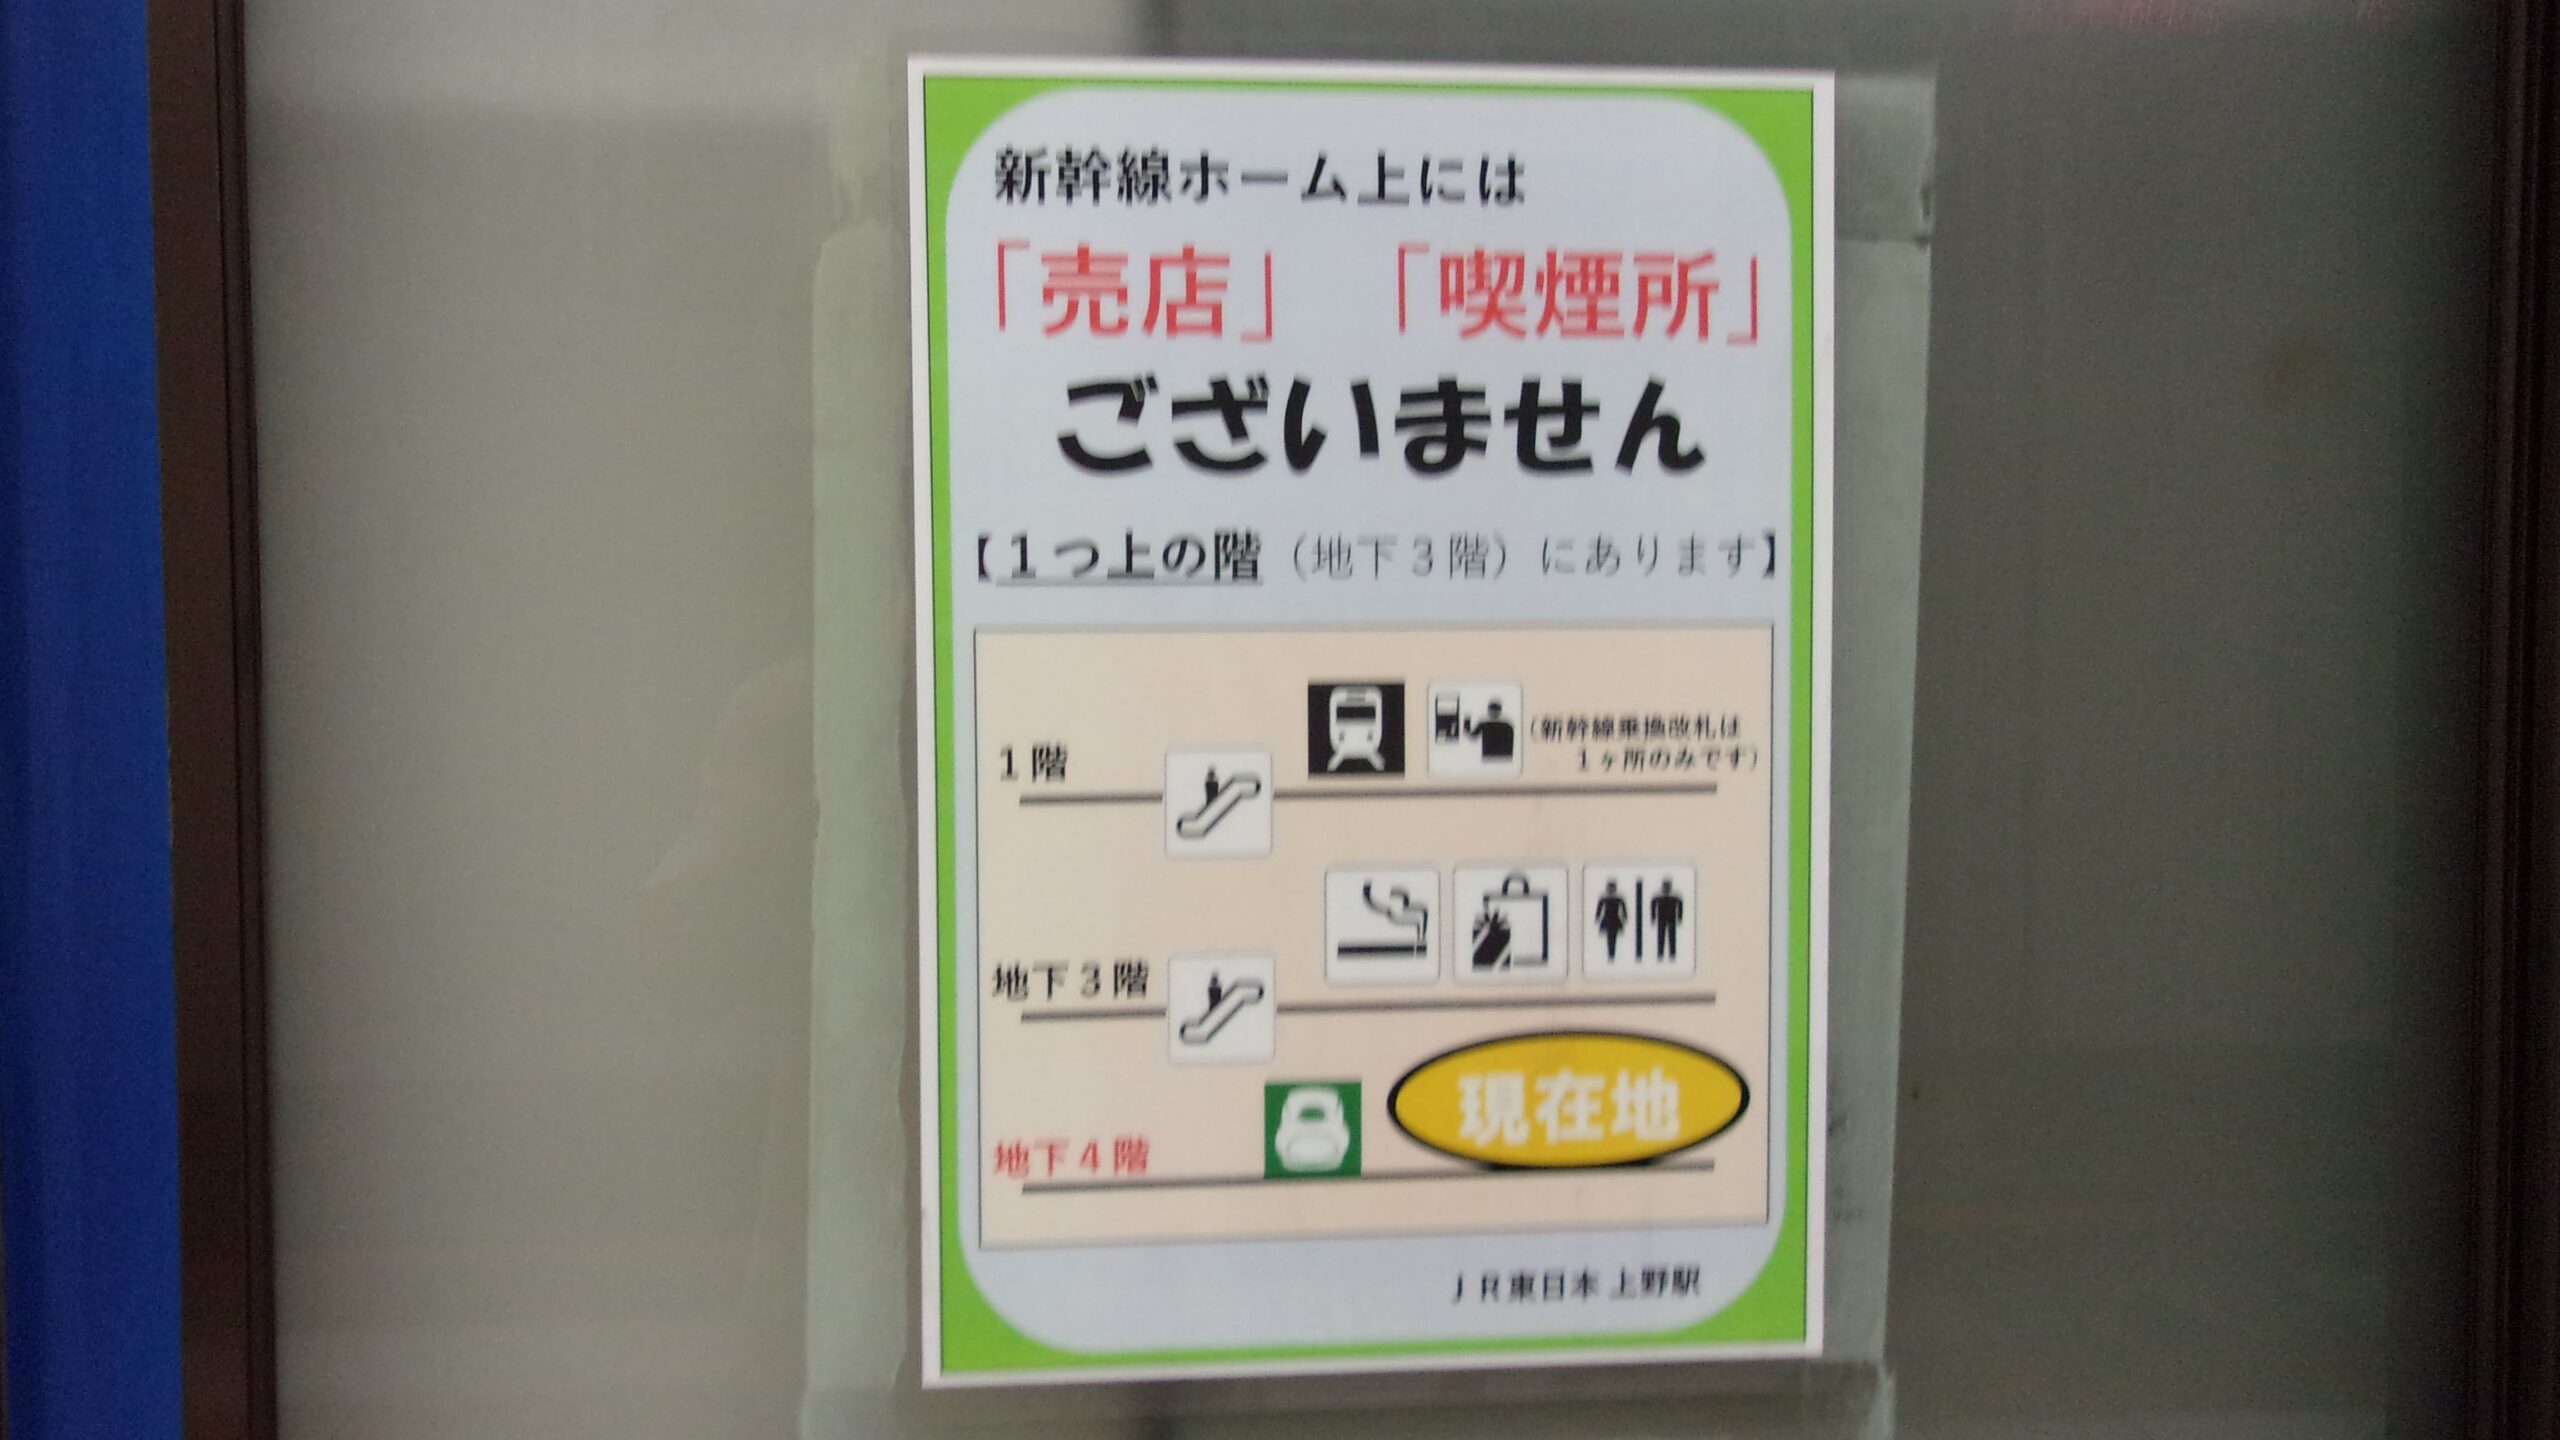 新幹線ホーム上には
「売店」 「喫煙所」
ございません
【１つ上の階（地下３階）にあります】
１階
（新幹線乗換改札は
１ヶ所のみです）
地下３階
地下４階
現在地
ＪＲ東日本 上野駅